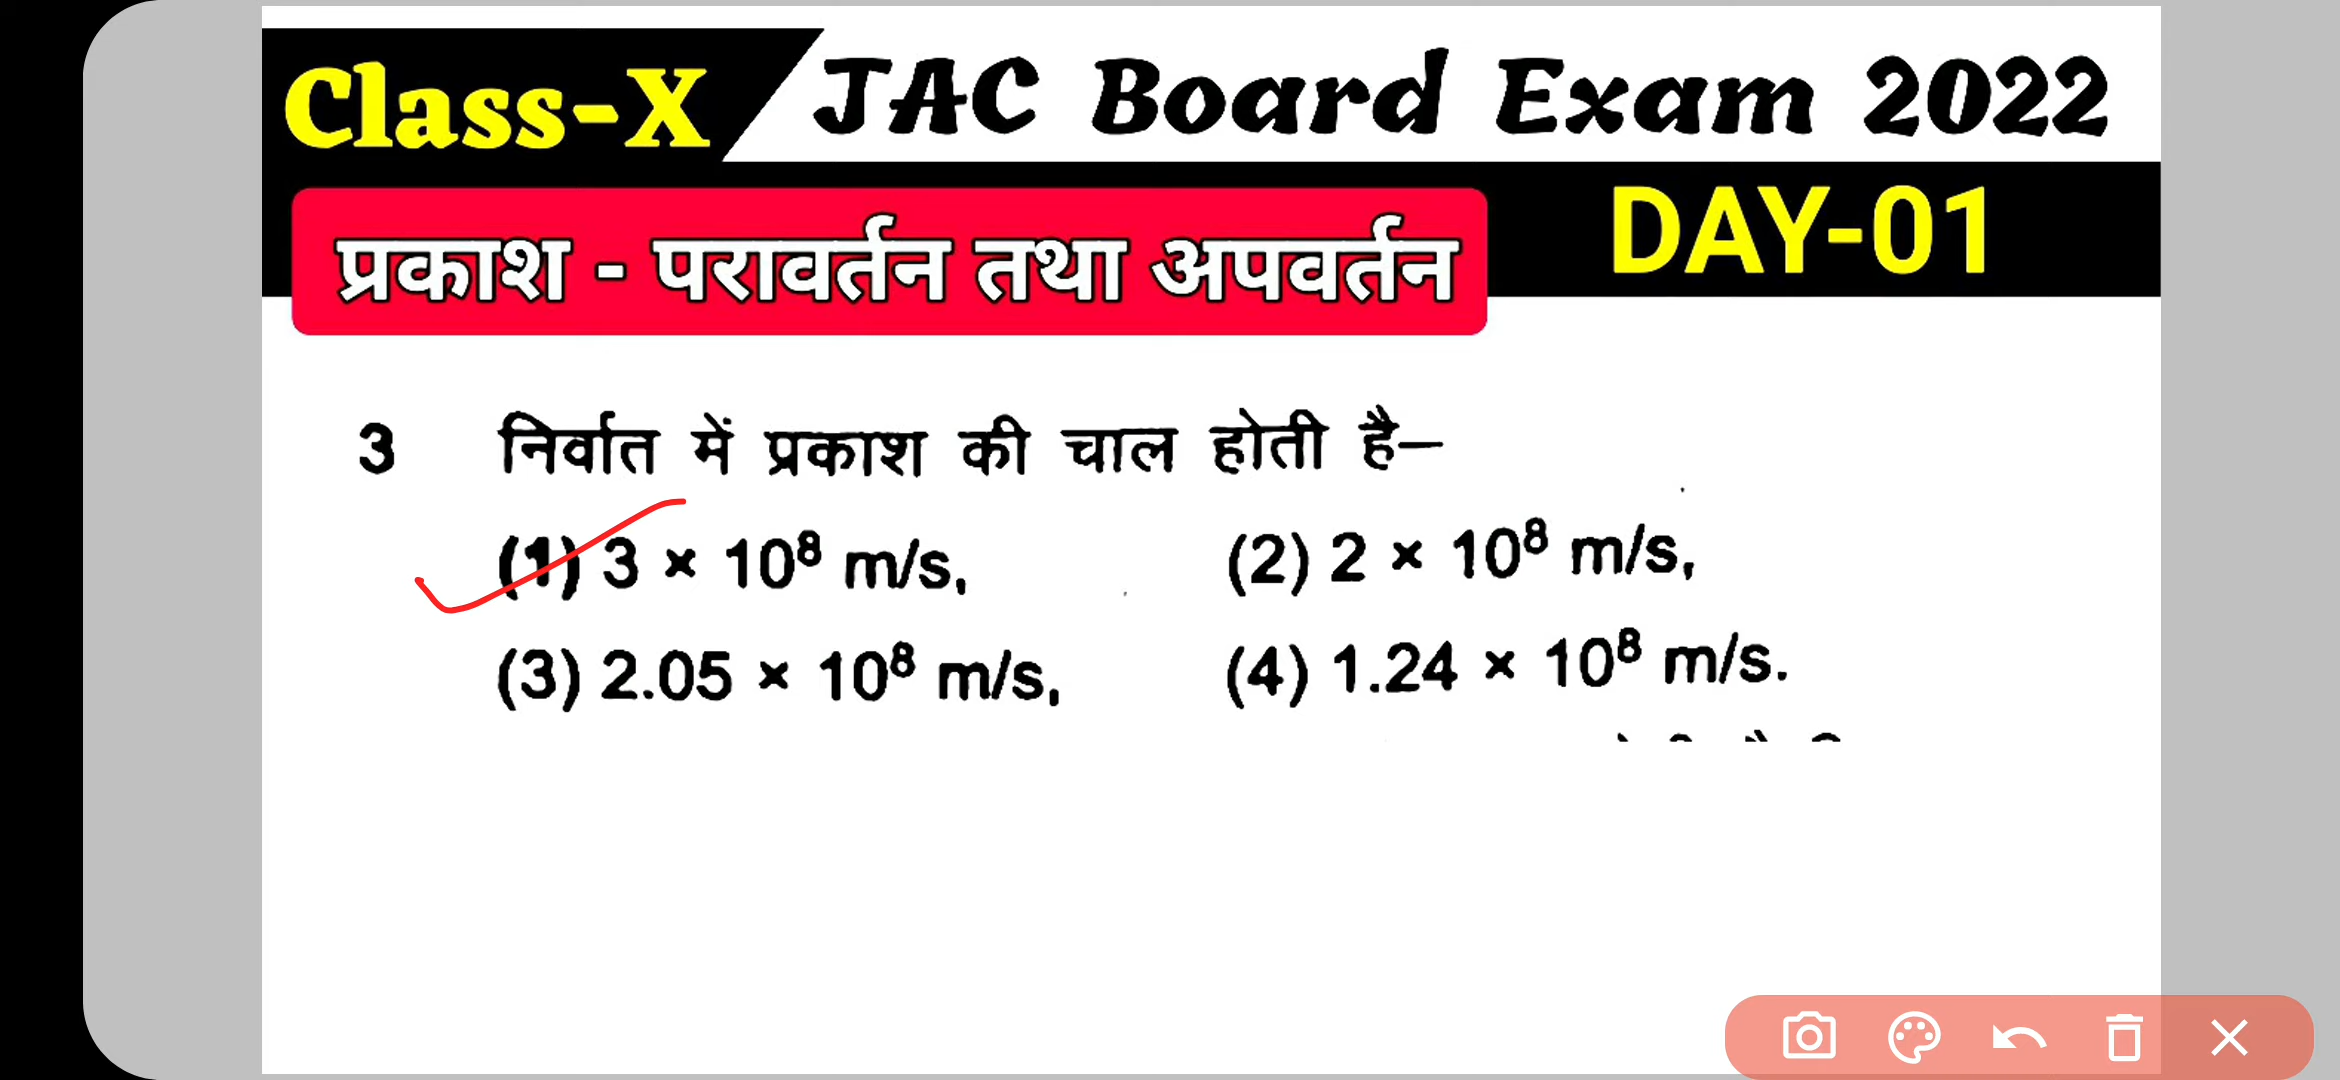 Class-X JAC Board Exam 2022
प्रकाश - परावर्तन तथा अपवर्तन DAY-01
3 निर्वात में प्रकाश की चाल होती है–
(1) 3 × 10⁸ m/s, (2) 2 × 10⁸ m/s,
(3) 2.05 × 10⁸ m/s, (4) 1.24 × 10⁸ m/s.